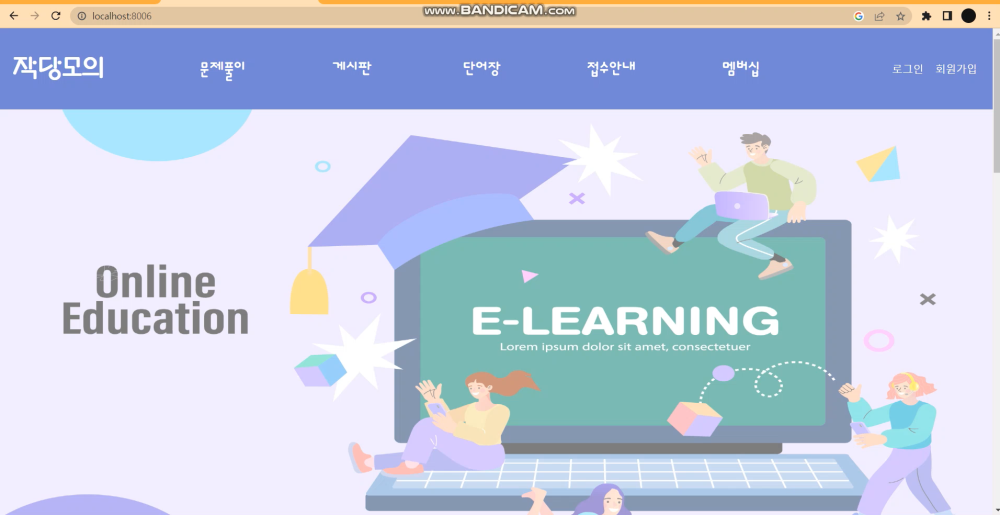 www.BANDICAM.com
localhost:8006
작당모의
문제풀이 게시판 단어장 접수안내 멤버십
로그인 회원가입
Online
Education
E-LEARNING
Lorem ipsum dolor sit amet, consectetuer